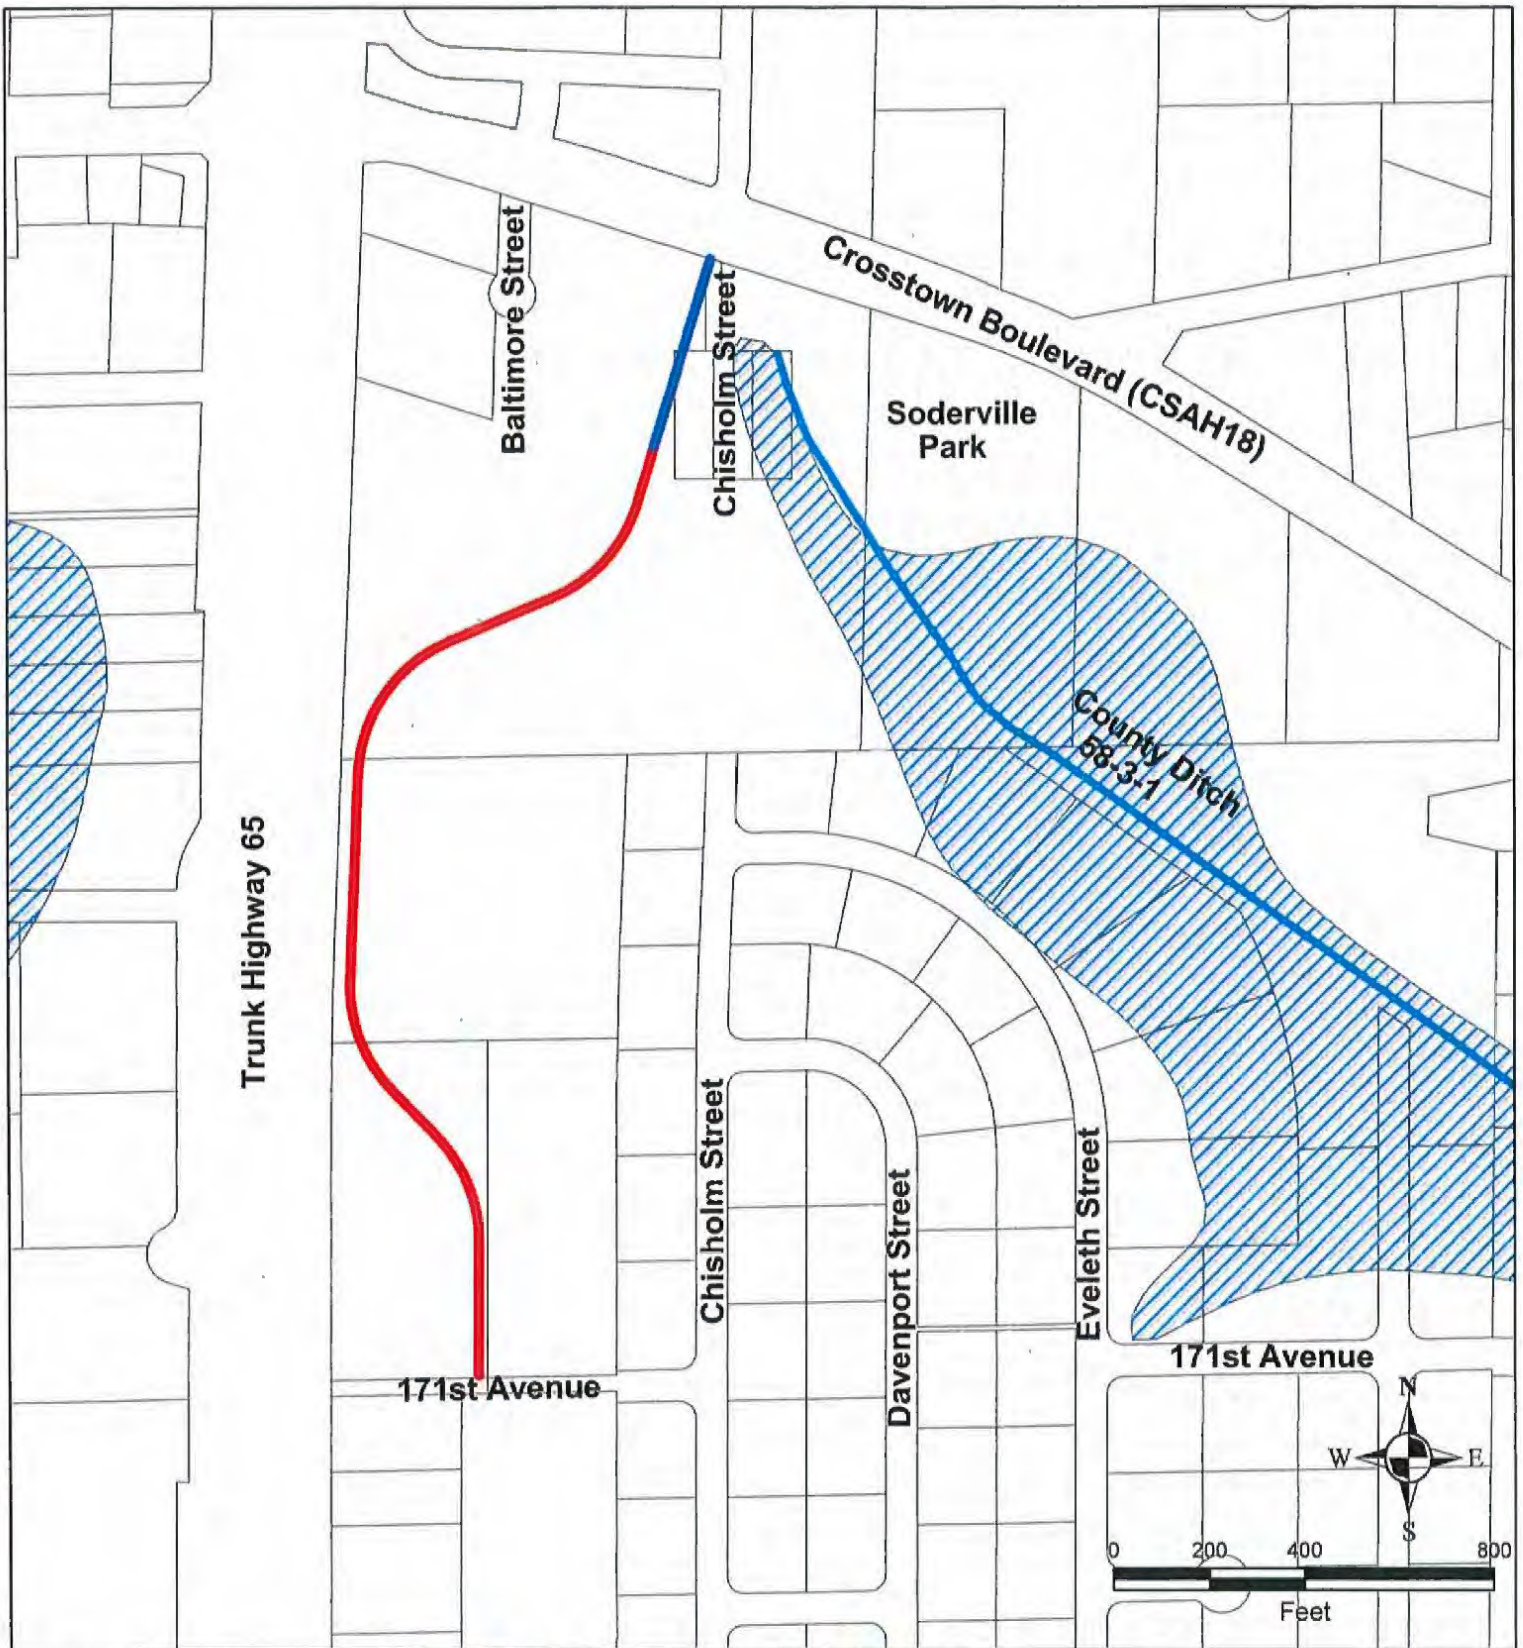 Baltimore Street
Chisholm Street
Crosstown Boulevard (CSAH18)
Soderville
Park
County Ditch
58-3-1
Trunk Highway 65
Chisholm Street
Davenport Street
Eveleth Street
171st Avenue
171st Avenue
N
W
E
S
0 200 400 800
Feet